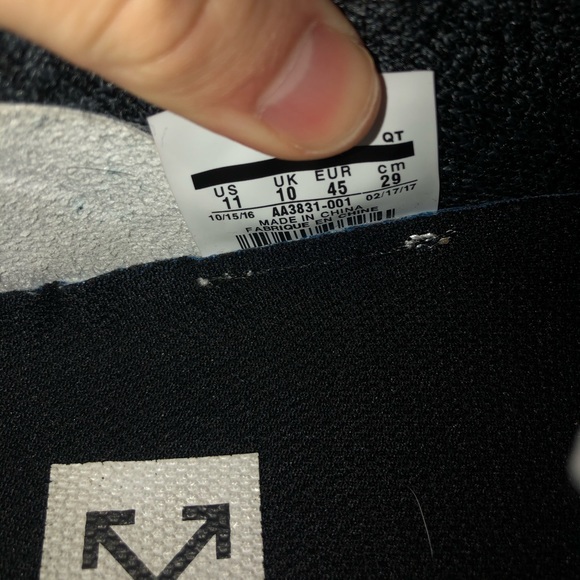 QT
US UK EUR cm
11 10 45 29
10/15/16 AA3831-001 02/17/17
MADE IN CHINA
FABRIQUE EN CHINE